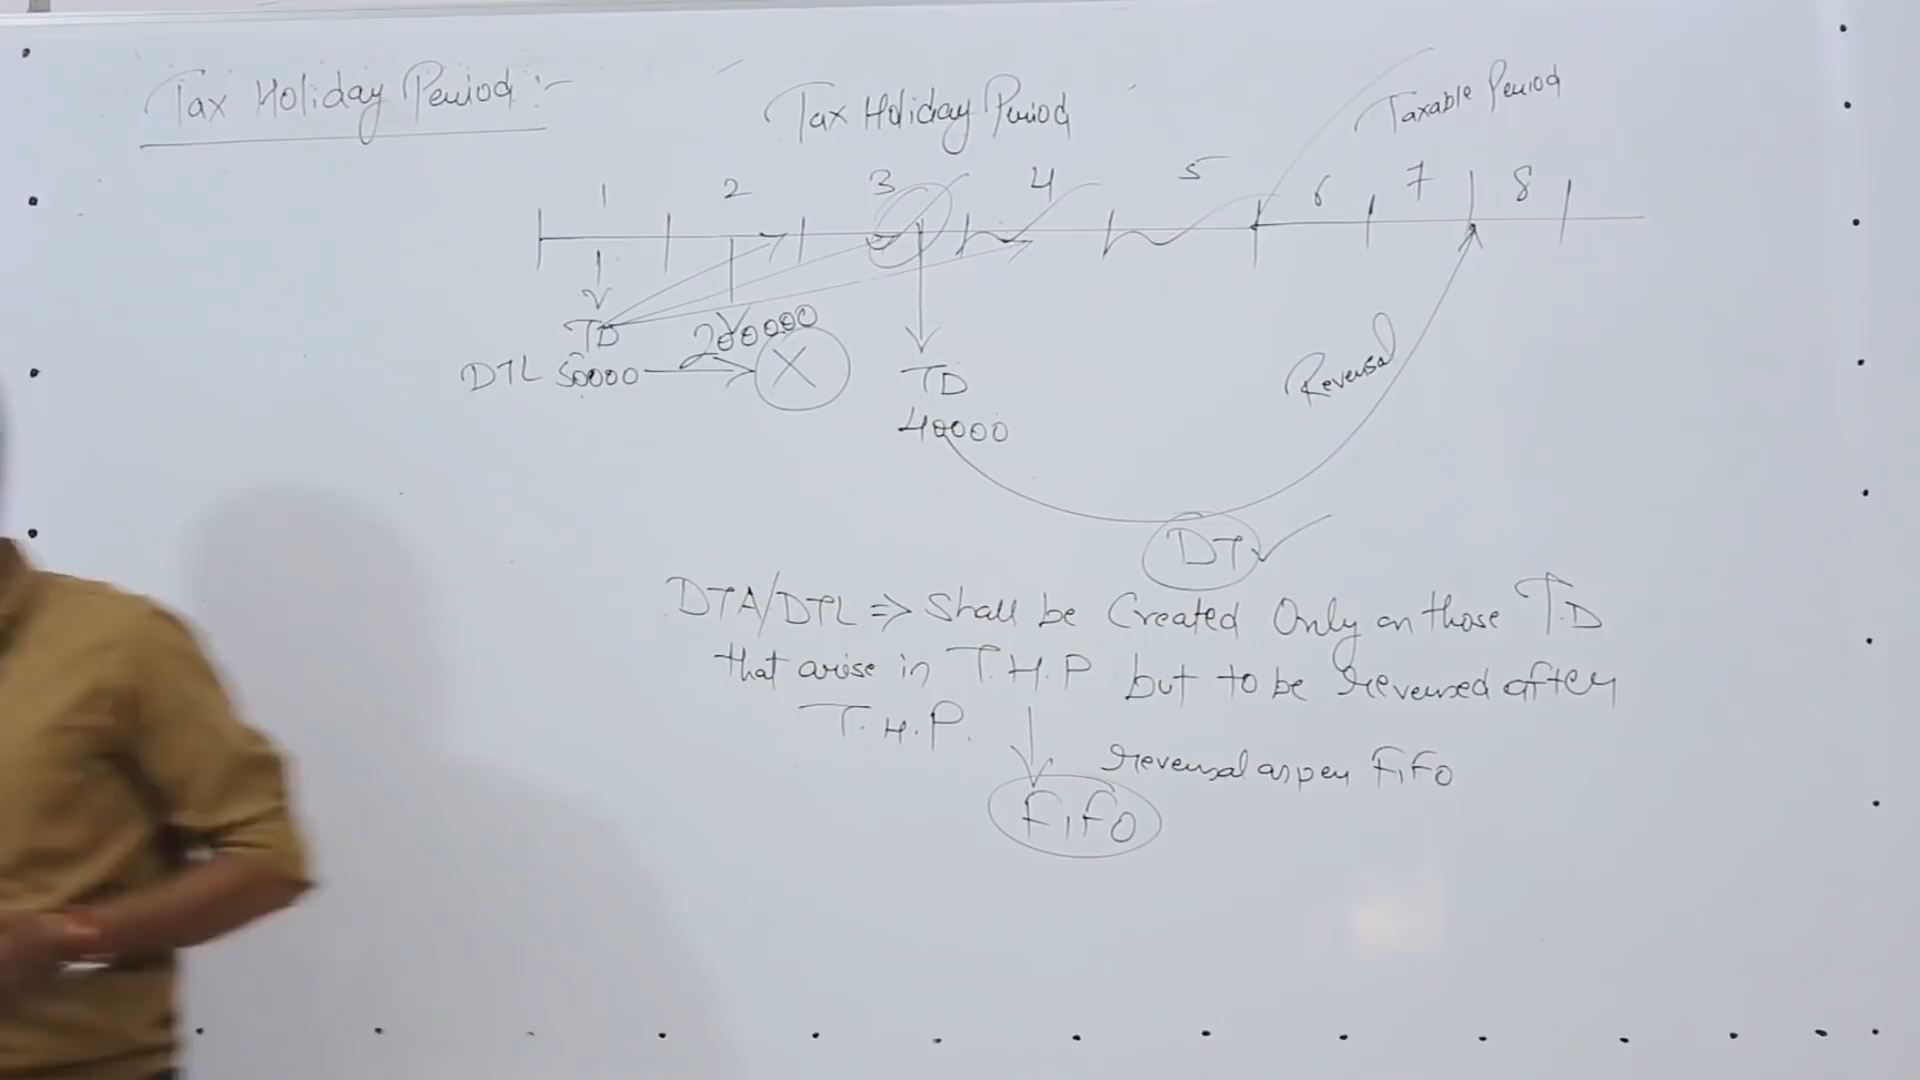 Tax Holiday Period :-
Tax Holiday Period
Taxable Period
1 2 3 4 5 6 7 8
TD
200000
DTL 50000
X
TD
40000
Reversal
DT
DTA/DTL => Shall be Created Only on those T.D
that arise in T.H.P but to be reversed after
T.H.P.
reversal as per FIFO
FIFO